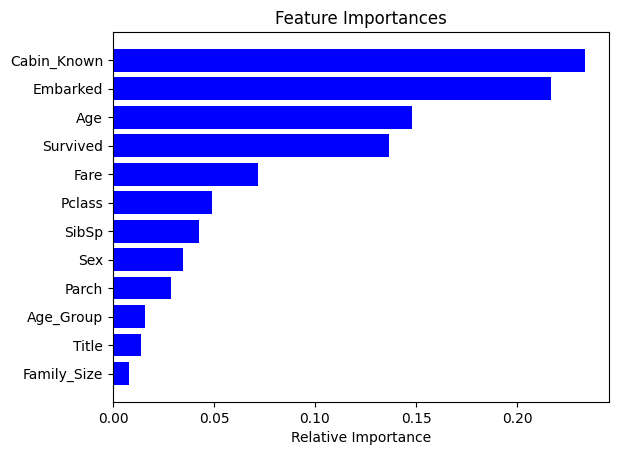 Feature Importances
Cabin_Known
Embarked
Age
Survived
Fare
Pclass
SibSp
Sex
Parch
Age_Group
Title
Family_Size
0.00 0.05 0.10 0.15 0.20
Relative Importance